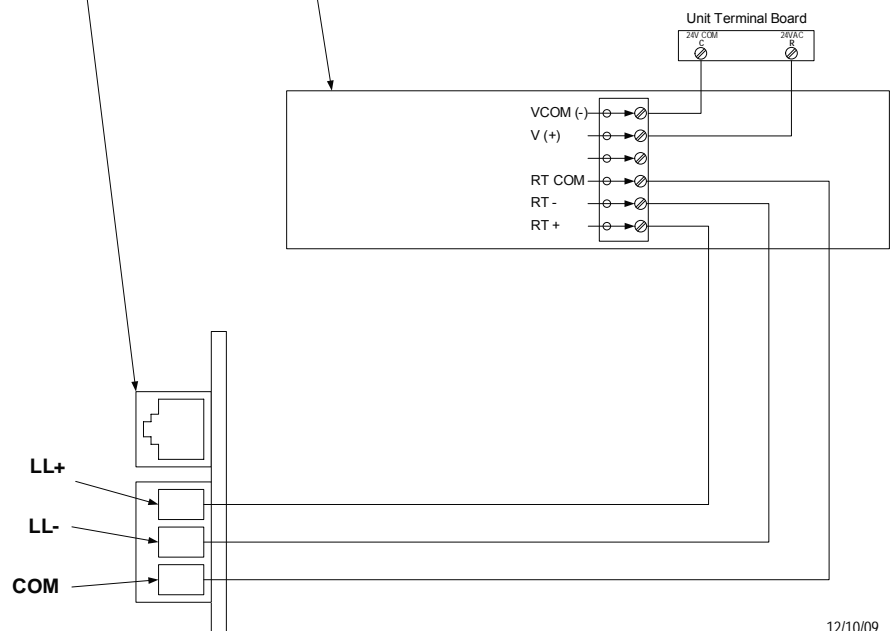 Unit Terminal Board
24V COM 24VAC
C R
VCOM (-)
V (+)
RT COM
RT -
RT +
LL+
LL-
COM
12/10/09